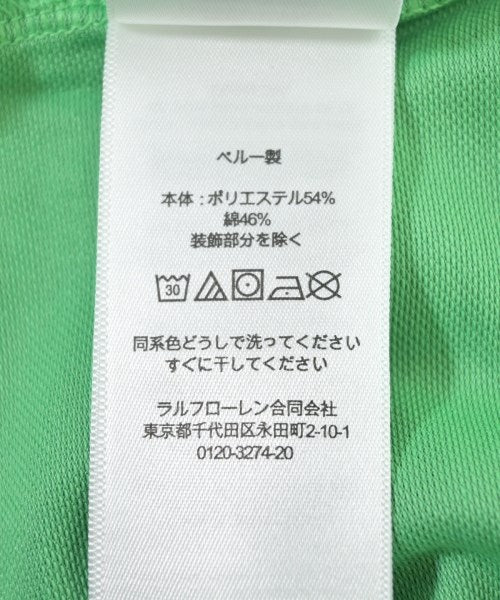 ペルー製
本体 : ポリエステル54%
綿46%
装飾部分を除く
30
同系色どうしで洗ってください
すぐに干してください
ラルフローレン合同会社
東京都千代田区永田町2-10-1
0120-3274-20